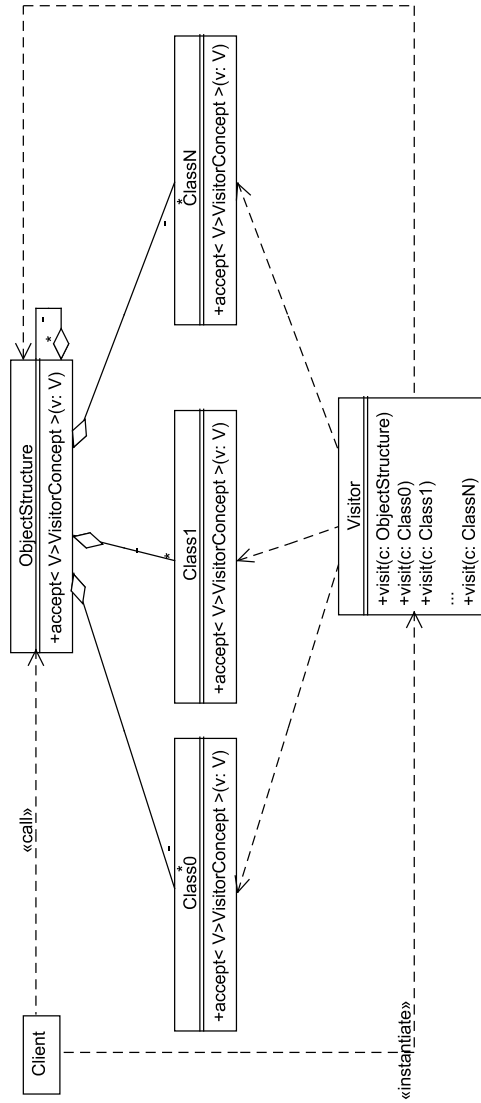 Client
«call»
«instantiate»
ObjectStructure
+accept< V>VisitorConcept >(v: V)
*
-
-
*
Class0
+accept< V>VisitorConcept >(v: V)
-
*
Class1
+accept< V>VisitorConcept >(v: V)
-
*
ClassN
+accept< V>VisitorConcept >(v: V)
Visitor
+visit(c: ObjectStructure)
+visit(c: Class0)
+visit(c: Class1)
...
+visit(c: ClassN)